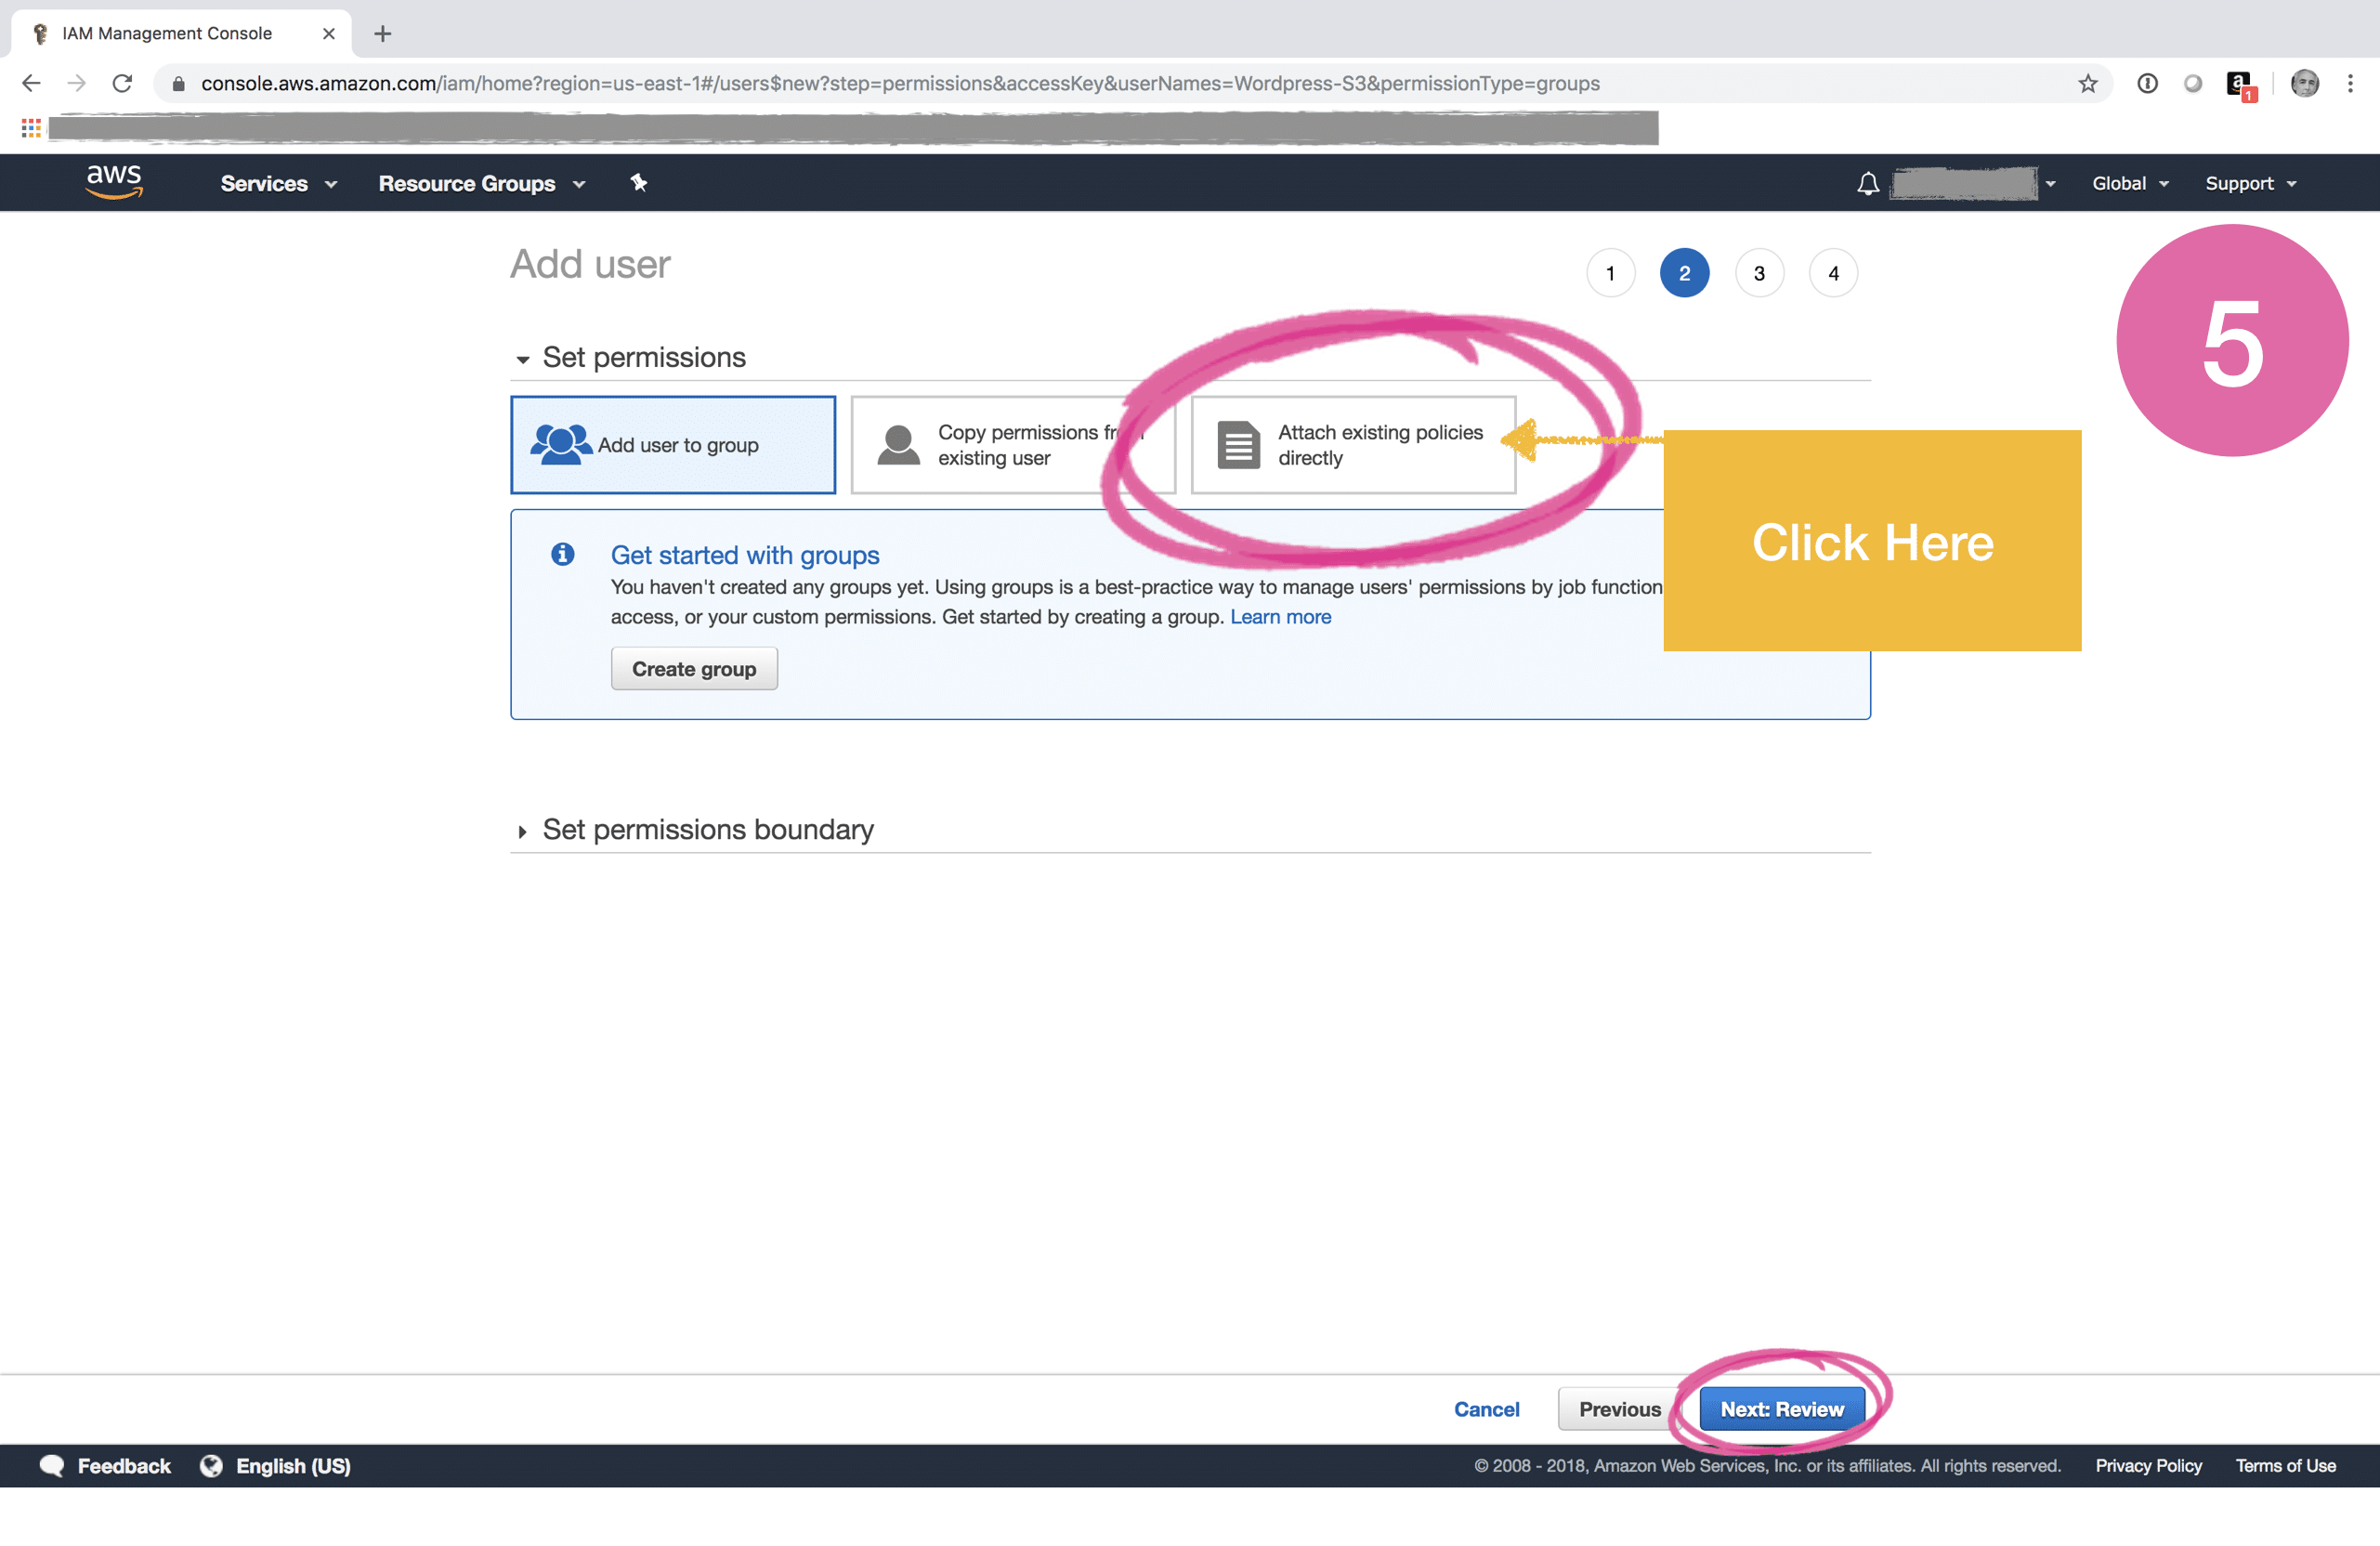 IAM Management Console
console.aws.amazon.com/iam/home?region=us-east-1#/users$new?step=permissions&accessKey&userNames=Wordpress-S3&permissionType=groups
a
1
aws
Services
Resource Groups
Global
Support
Add user
1
2
3
4
5
Set permissions
Add user to group
Copy permissions from
existing user
Attach existing policies
directly
Click Here
Get started with groups
You haven't created any groups yet. Using groups is a best-practice way to manage users' permissions by job function
access, or your custom permissions. Get started by creating a group. Learn more
Create group
Set permissions boundary
Cancel
Previous
Next: Review
Feedback
English (US)
© 2008 - 2018, Amazon Web Services, Inc. or its affiliates. All rights reserved.
Privacy Policy
Terms of Use